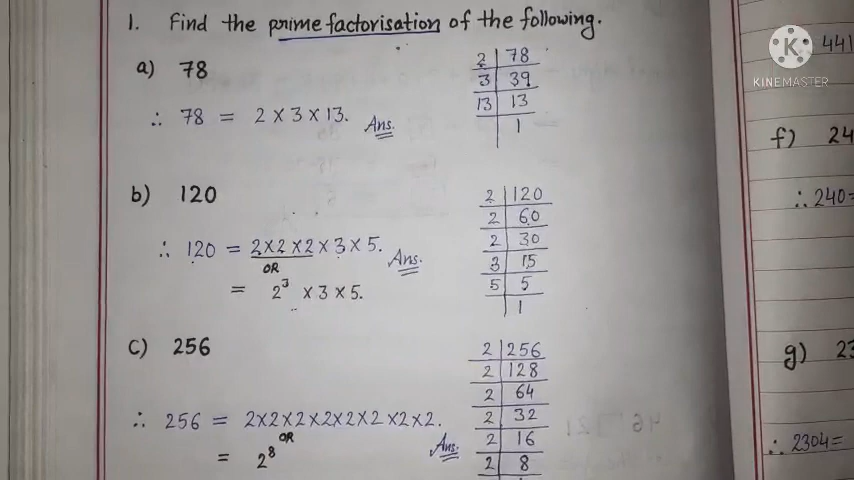 1. Find the prime factorisation of the following.
a) 78
∴ 78 = 2 × 3 × 13. Ans.
2 | 78
3 | 39
13 | 13
| 1
b) 120
∴ 120 = 2×2×2×3×5. Ans.
OR
= 2³ × 3 × 5.
2 | 120
2 | 60
2 | 30
3 | 15
5 | 5
| 1
c) 256
∴ 256 = 2×2×2×2×2×2×2×2. Ans.
OR
= 2⁸
2 | 256
2 | 128
2 | 64
2 | 32
2 | 16
2 | 8
K
KINEMASTER
441
f) 24
∴ 240=
g) 23
∴ 2304=